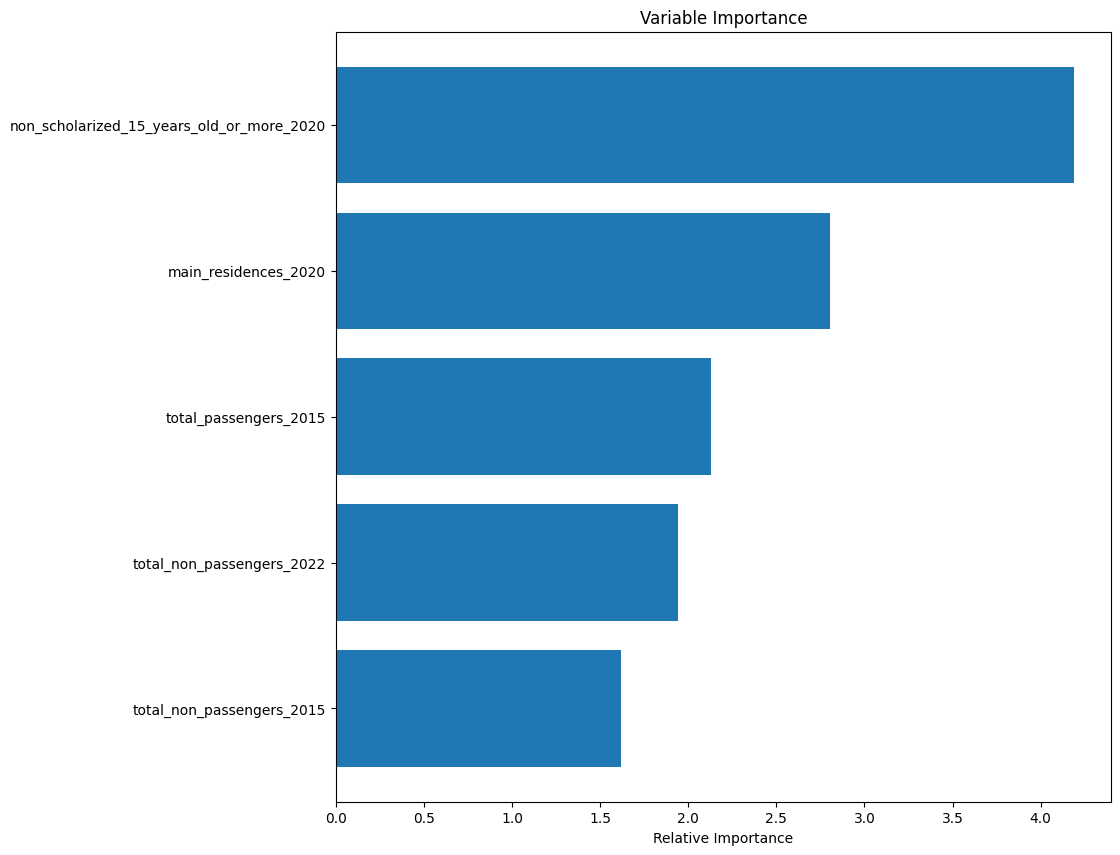 Variable Importance
non_scholarized_15_years_old_or_more_2020
main_residences_2020
total_passengers_2015
total_non_passengers_2022
total_non_passengers_2015
0.0 0.5 1.0 1.5 2.0 2.5 3.0 3.5 4.0
Relative Importance